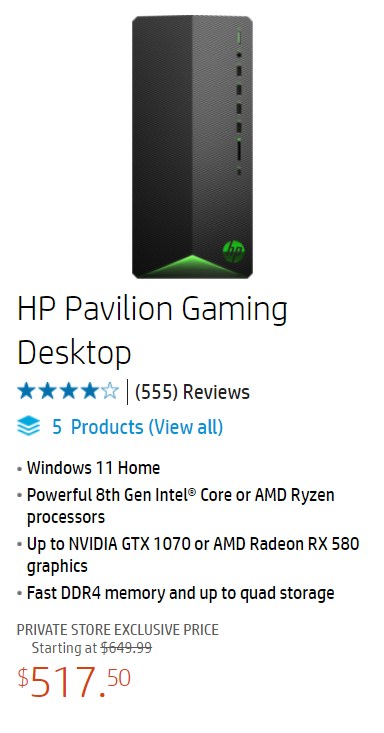 hp
HP Pavilion Gaming
Desktop
(555) Reviews
5 Products (View all)
• Windows 11 Home
• Powerful 8th Gen Intel® Core or AMD Ryzen
processors
• Up to NVIDIA GTX 1070 or AMD Radeon RX 580
graphics
• Fast DDR4 memory and up to quad storage
PRIVATE STORE EXCLUSIVE PRICE
Starting at $649.99
$517.50